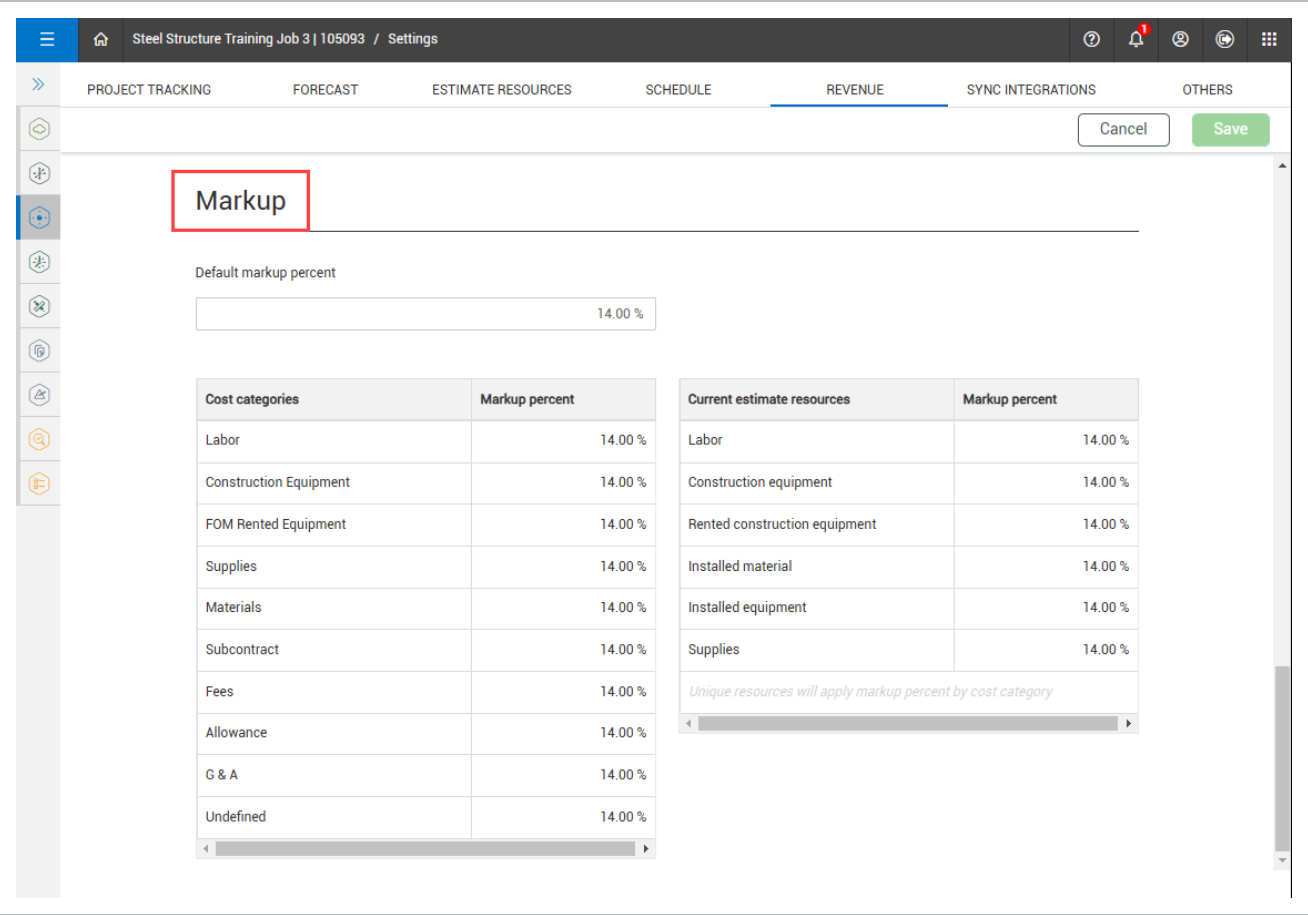 Steel Structure Training Job 3 | 105093 / Settings
1
PROJECT TRACKING FORECAST ESTIMATE RESOURCES SCHEDULE REVENUE SYNC INTEGRATIONS OTHERS
Cancel Save
Markup
Default markup percent
14.00 %
Cost categories Markup percent
Labor 14.00 %
Construction Equipment 14.00 %
FOM Rented Equipment 14.00 %
Supplies 14.00 %
Materials 14.00 %
Subcontract 14.00 %
Fees 14.00 %
Allowance 14.00 %
G & A 14.00 %
Undefined 14.00 %
Current estimate resources Markup percent
Labor 14.00 %
Construction equipment 14.00 %
Rented construction equipment 14.00 %
Installed material 14.00 %
Installed equipment 14.00 %
Supplies 14.00 %
Unique resources will apply markup percent by cost category